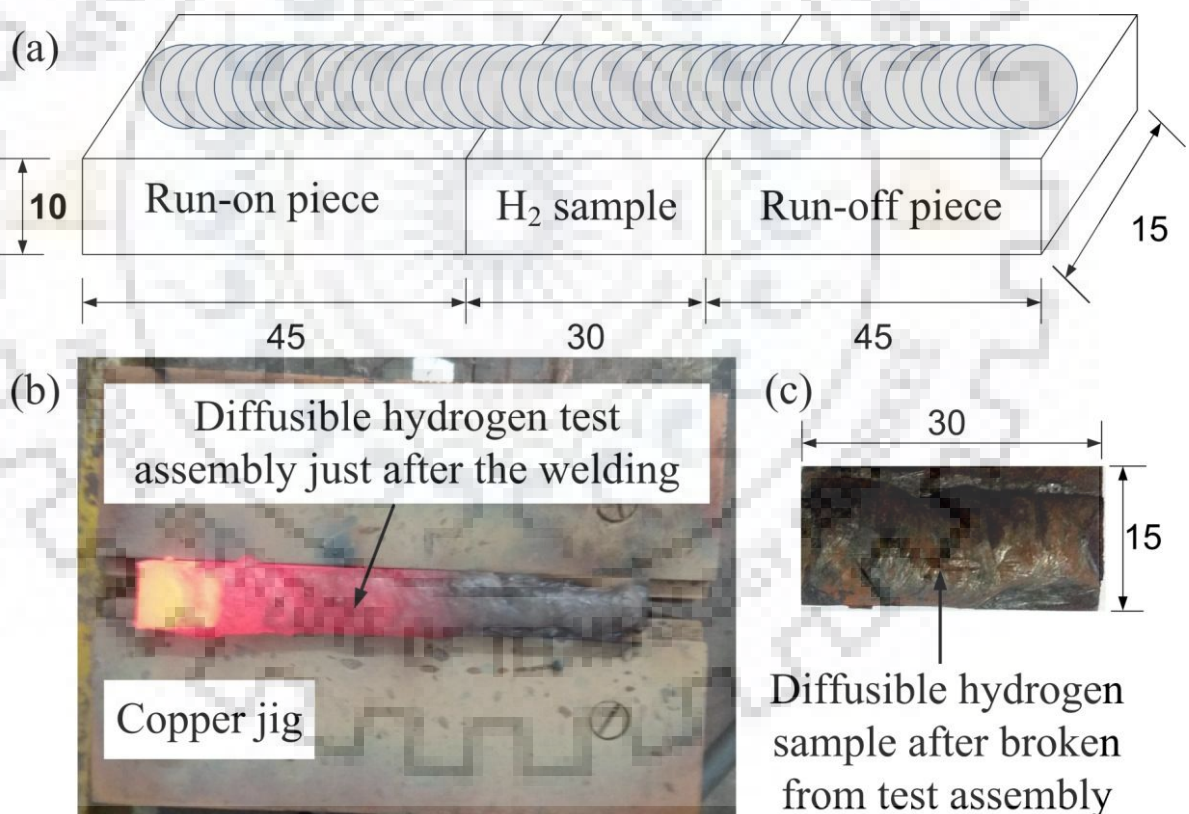 (a)
10
Run-on piece
H₂ sample
Run-off piece
15
45
30
45
(b)
Diffusible hydrogen test
assembly just after the welding
Copper jig
(c)
30
15
Diffusible hydrogen
sample after broken
from test assembly